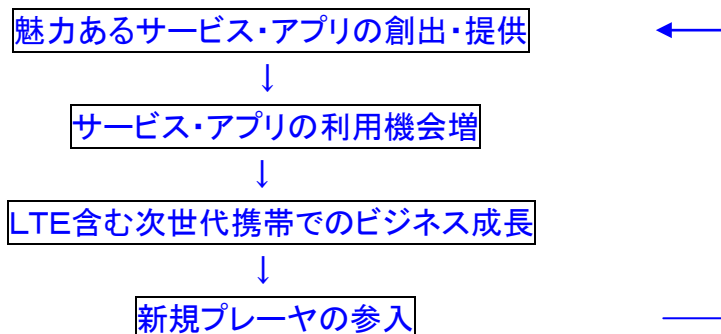 魅力あるサービス・アプリの創出・提供
↓
サービス・アプリの利用機会増
↓
LTE含む次世代携帯でのビジネス成長
↓
新規プレーヤの参入